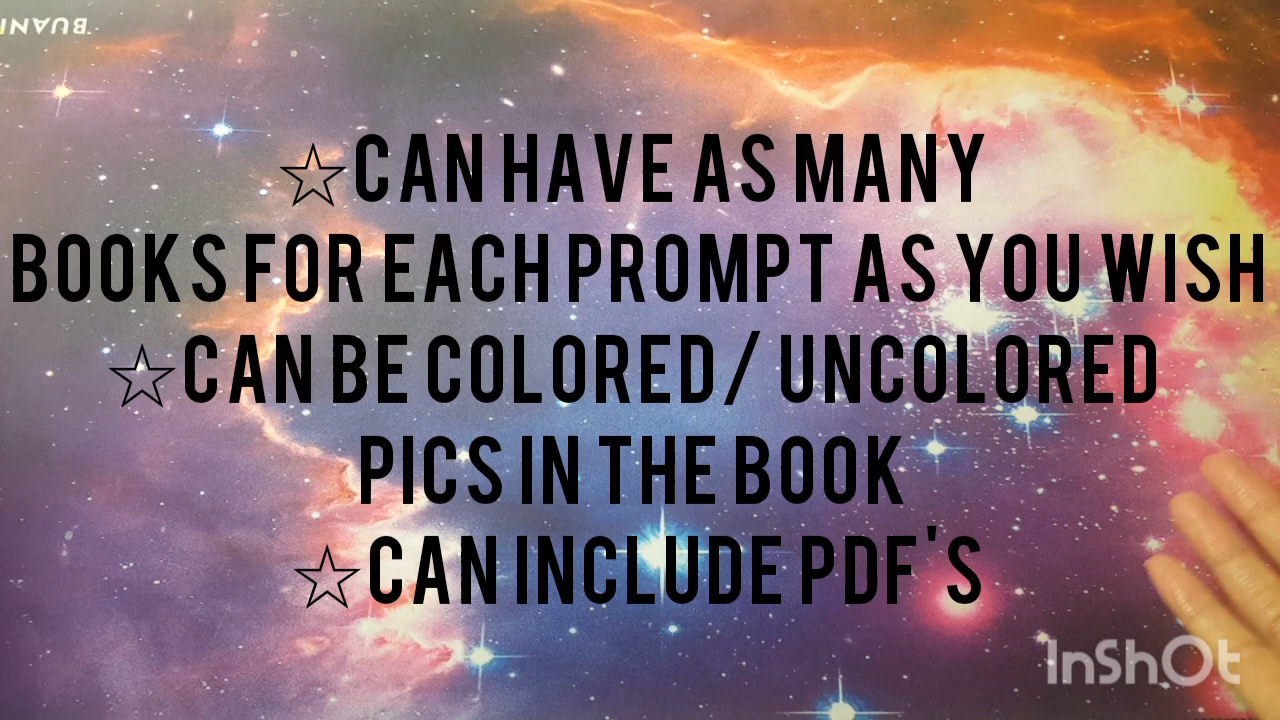 BUANI
☆CAN HAVE AS MANY
BOOKS FOR EACH PROMPT AS YOU WISH
☆CAN BE COLORED/ UNCOLORED
PICS IN THE BOOK
☆CAN INCLUDE PDF'S
InShOt